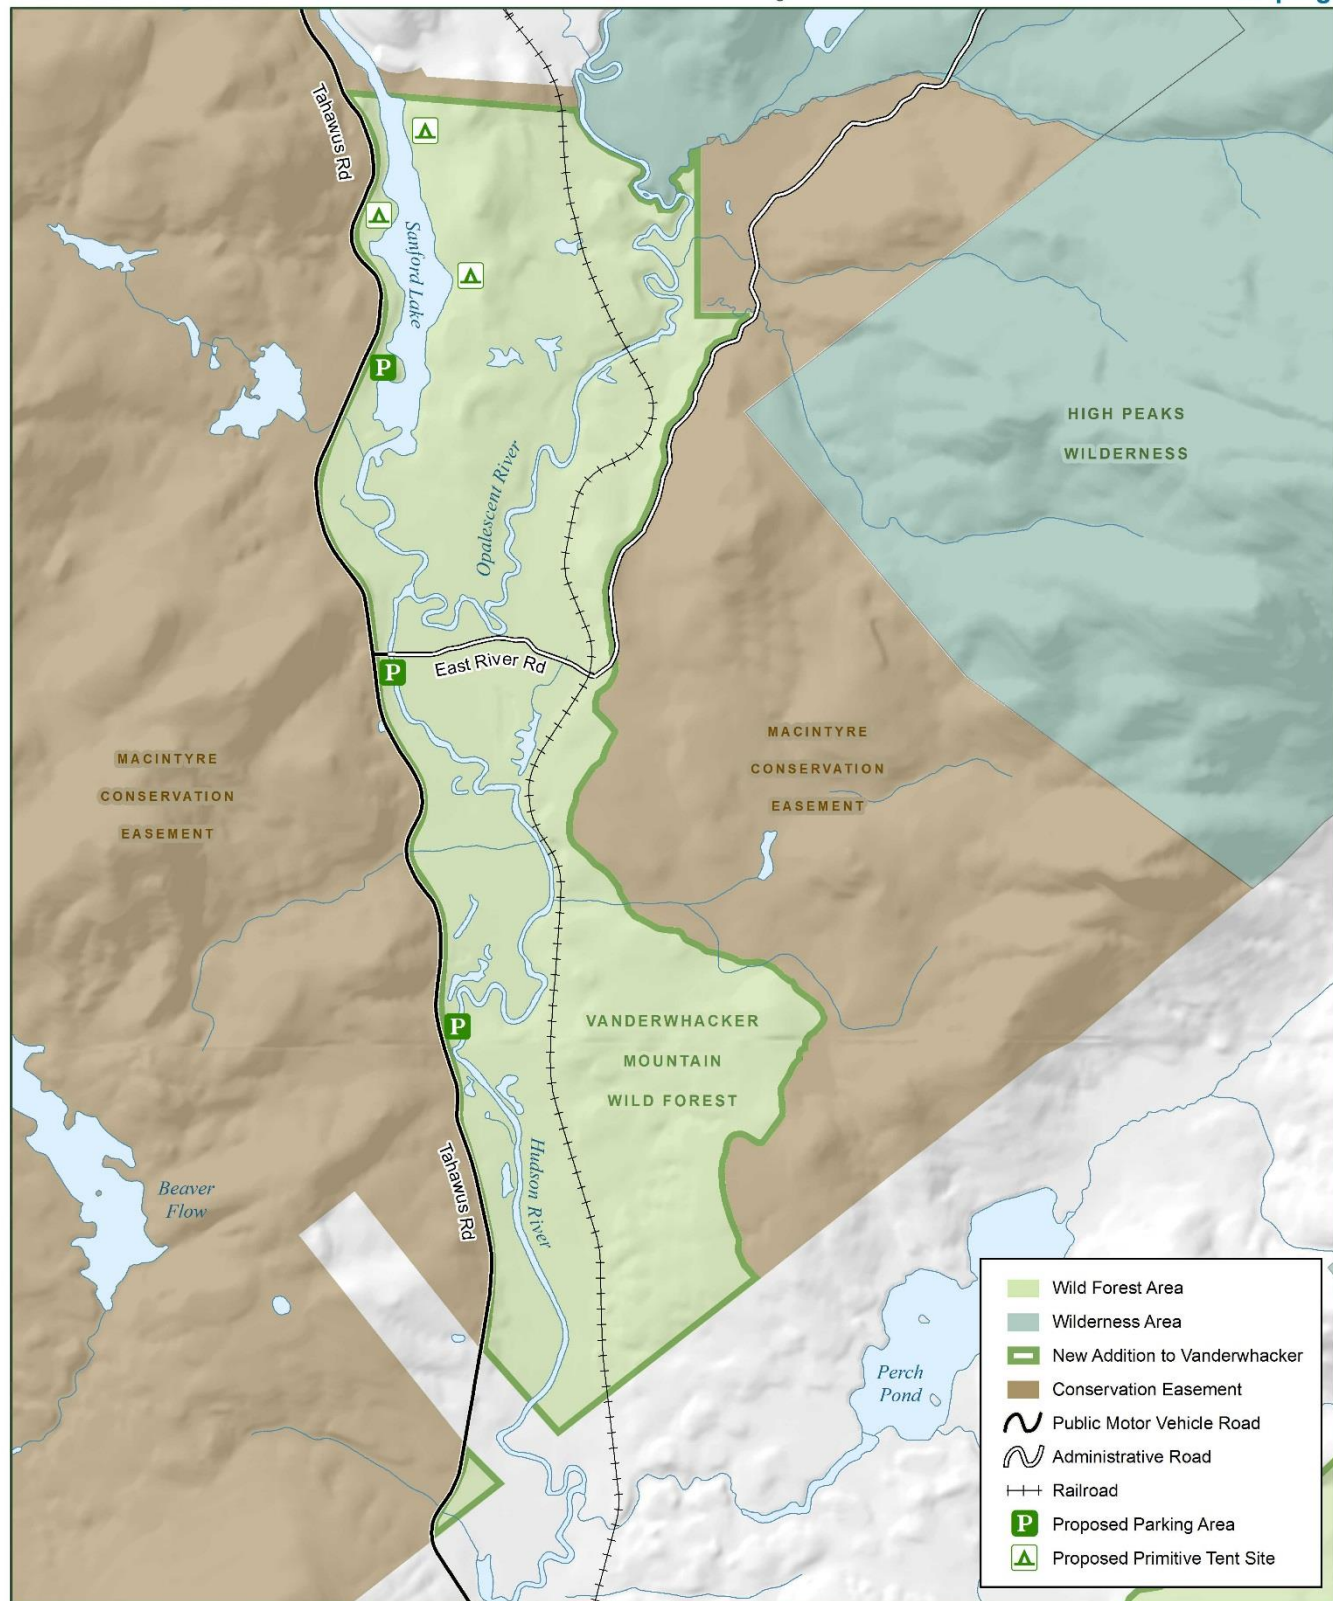 Tahawus Rd
Sanford Lake
HIGH PEAKS
WILDERNESS
Opalescent River
East River Rd
MACINTYRE
CONSERVATION
EASEMENT
MACINTYRE
CONSERVATION
EASEMENT
VANDERWHACKER
MOUNTAIN
WILD FOREST
Tahawus Rd
Hudson River
Beaver
Flow
Perch
Pond
P
P
P
Wild Forest Area
Wilderness Area
New Addition to Vanderwhacker
Conservation Easement
Public Motor Vehicle Road
Administrative Road
Railroad
P Proposed Parking Area
Proposed Primitive Tent Site